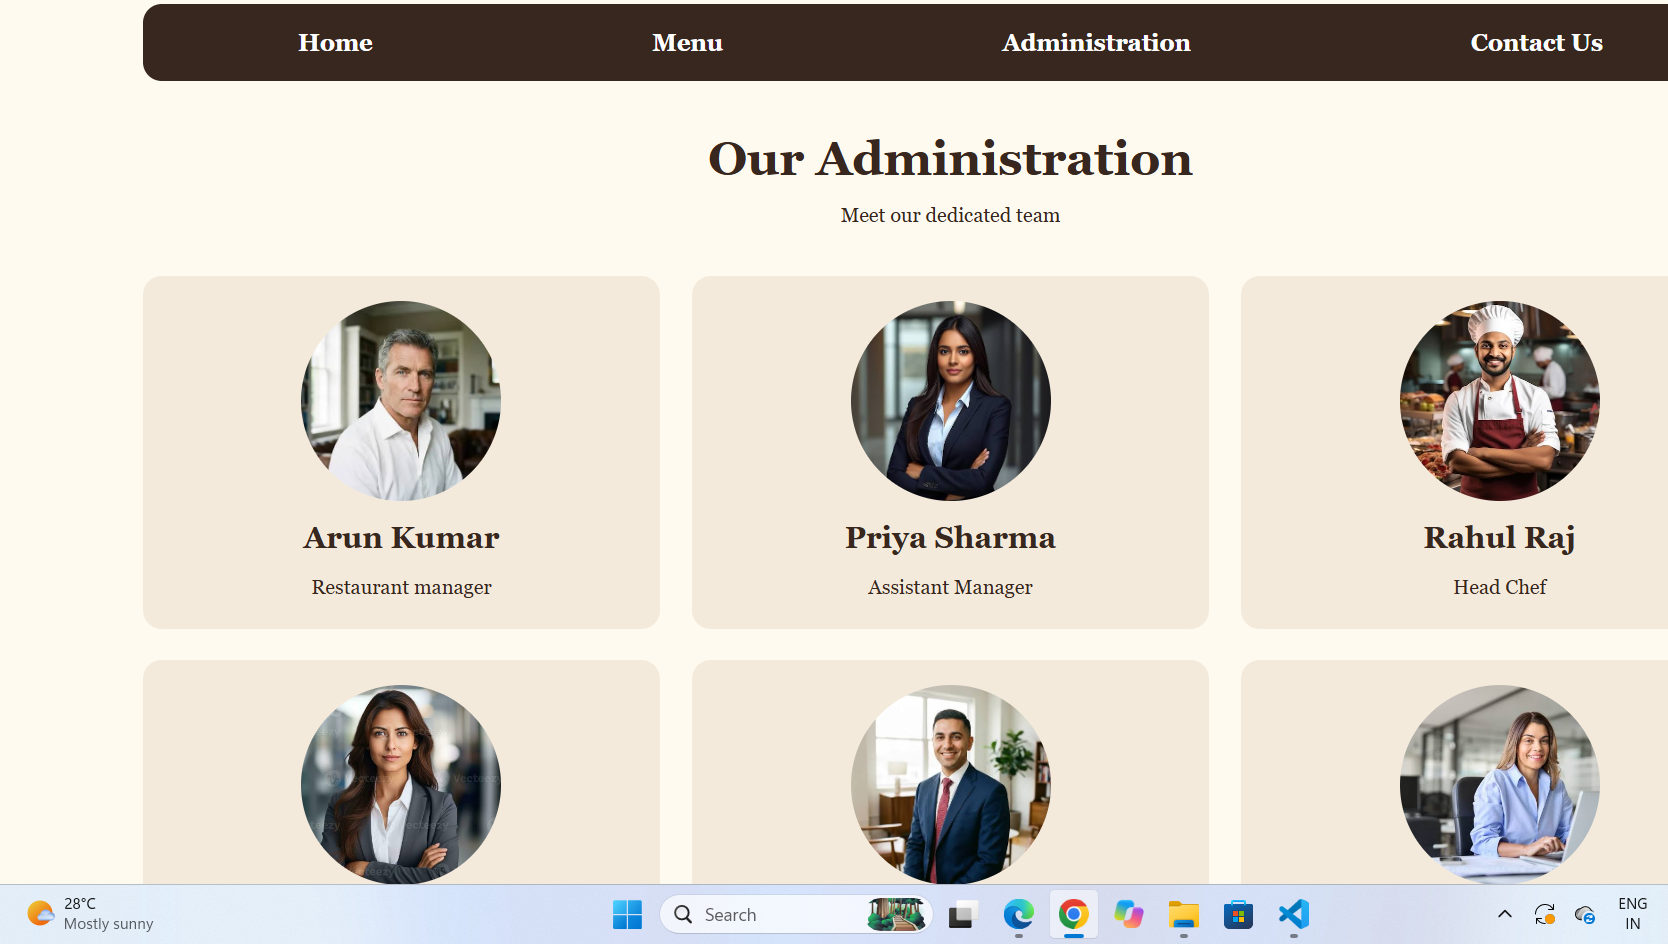 Home Menu Administration Contact Us
Our Administration
Meet our dedicated team
Arun Kumar Priya Sharma Rahul Raj
Restaurant manager Assistant Manager Head Chef
Vecteezy
28°C
Mostly sunny
Search
ENG
IN